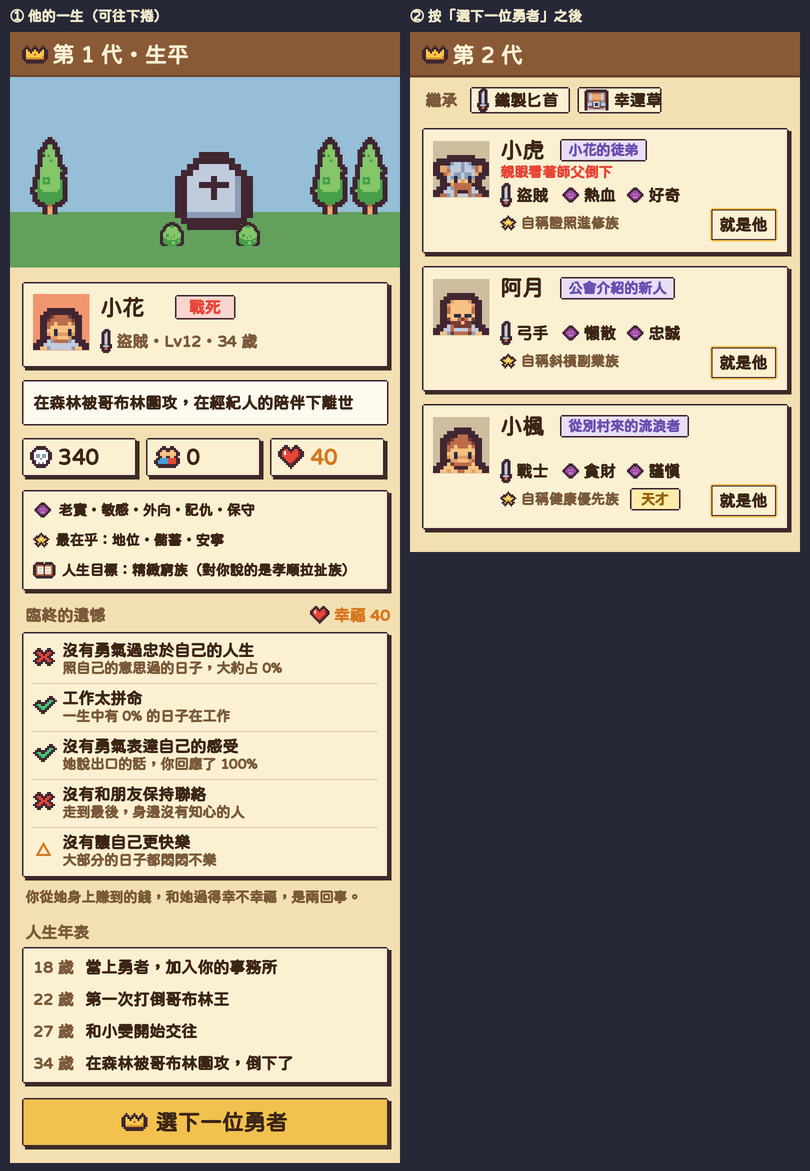 ① 他的一生（可往下捲）
第 1 代・生平
小花
戰死
盜賊・Lv12・34 歲
在森林被哥布林圍攻，在經紀人的陪伴下離世
340
0
40
老實・敏感・外向・記仇・保守
最在乎：地位・儲蓄・安寧
人生目標：精緻窮族（對你說的是孝順拉扯族）
臨終的遺憾
幸福 40
沒有勇氣過忠於自己的人生
照自己的意思過的日子，大約占 0%
工作太拼命
一生中有 0% 的日子在工作
沒有勇氣表達自己的感受
她說出口的話，你回應了 100%
沒有和朋友保持聯絡
走到最後，身邊沒有知心的人
沒有讓自己更快樂
大部分的日子都悶悶不樂
你從她身上賺到的錢，和她過得幸不幸福，是兩回事。
人生年表
18 歲 當上勇者，加入你的事務所
22 歲 第一次打倒哥布林王
27 歲 和小雯開始交往
34 歲 在森林被哥布林圍攻，倒下了
選下一位勇者
② 按「選下一位勇者」之後
第 2 代
繼承
鐵製匕首
幸運草
小虎
小花的徒弟
親眼看著師父倒下
盜賊
熱血
好奇
自稱證照進修族
就是他
阿月
公會介紹的新人
弓手
懶散
忠誠
自稱斜槓副業族
就是他
小楓
從別村來的流浪者
戰士
貪財
謹慎
自稱健康優先族
天才
就是他